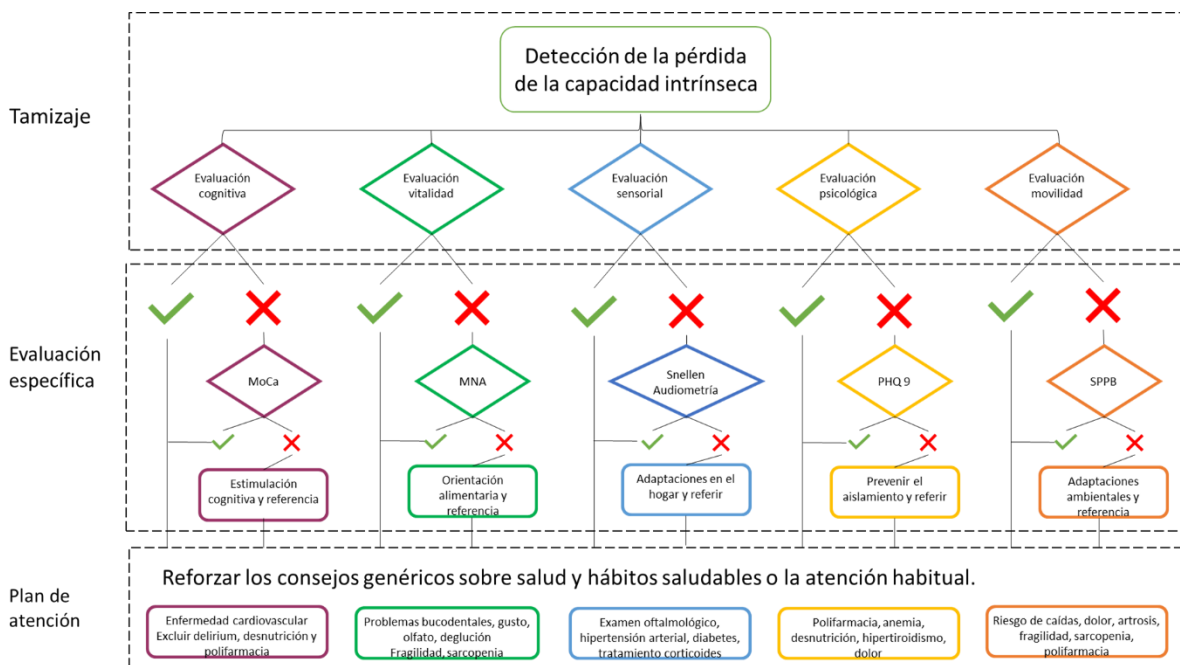 Detección de la pérdida
de la capacidad intrínseca
Tamizaje
Evaluación
cognitiva
Evaluación
vitalidad
Evaluación
sensorial
Evaluación
psicológica
Evaluación
movilidad
Evaluación
específica
MoCa
MNA
Snellen
Audiometría
PHQ 9
SPPB
Estimulación
cognitiva y referencia
Orientación
alimentaria y
referencia
Adaptaciones en el
hogar y referir
Prevenir el
aislamiento y referir
Adaptaciones
ambientales y
referencia
Plan de
atención
Reforzar los consejos genéricos sobre salud y hábitos saludables o la atención habitual.
Enfermedad cardiovascular
Excluir delirium, desnutrición y
polifarmacia
Problemas bucodentales, gusto,
olfato, deglución
Fragilidad, sarcopenia
Examen oftalmológico,
hipertensión arterial, diabetes,
tratamiento corticoides
Polifarmacia, anemia,
desnutrición, hipertiroidismo,
dolor
Riesgo de caídas, dolor, artrosis,
fragilidad, sarcopenia,
polifarmacia